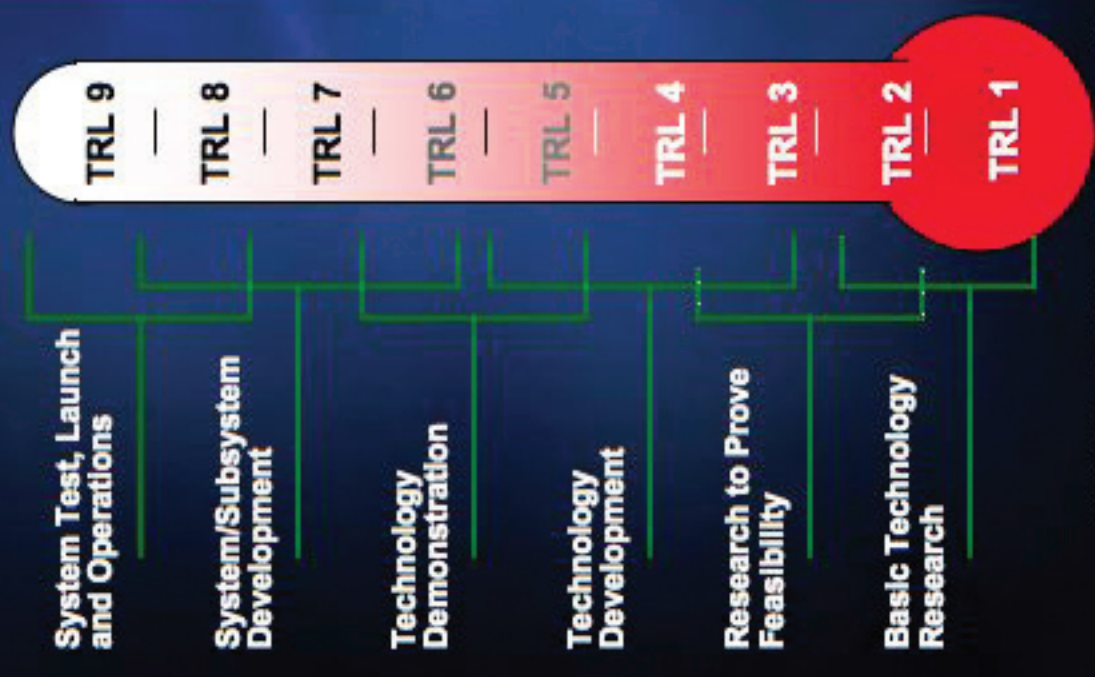 System Test, Launch
and Operations
System/Subsystem
Development
Technology
Demonstration
Technology
Development
Research to Prove
Feasibility
Basic Technology
Research
TRL 9
TRL 8
TRL 7
TRL 6
TRL 5
TRL 4
TRL 3
TRL 2
TRL 1